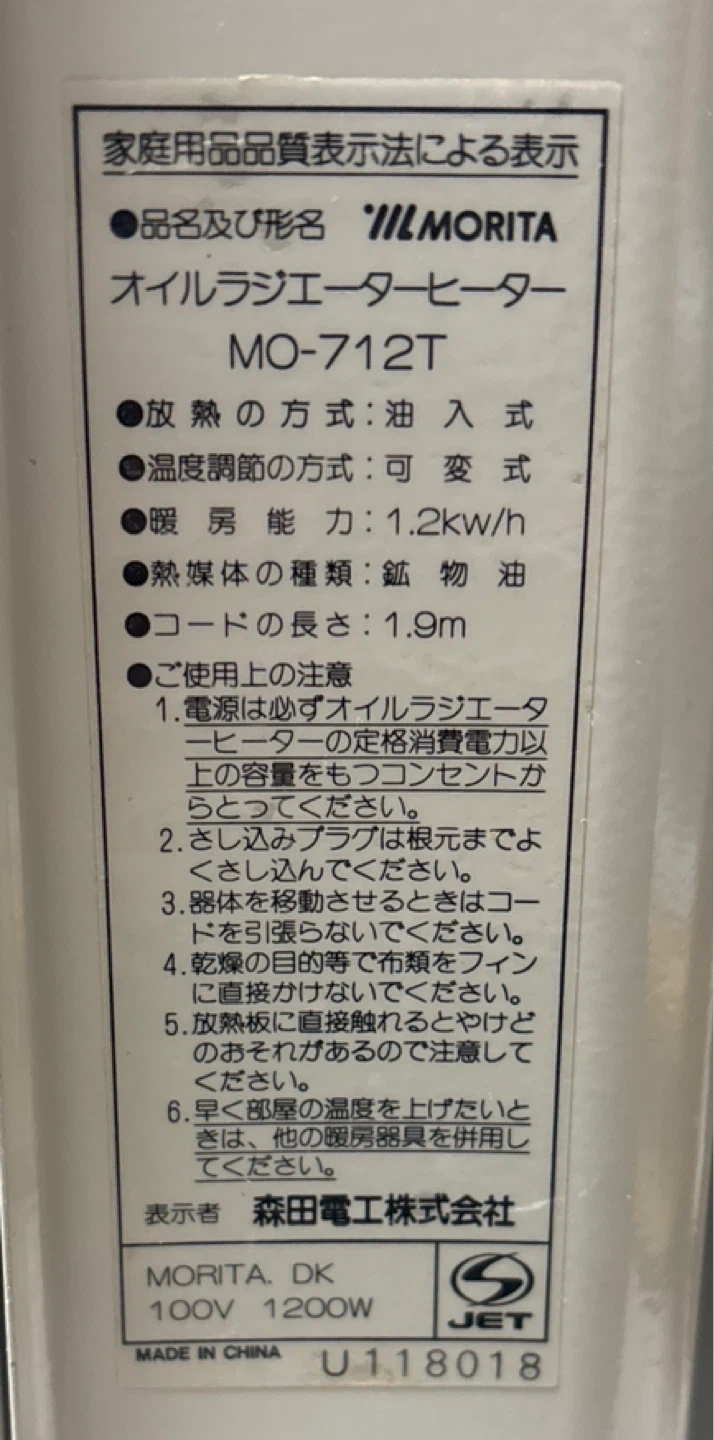 家庭用品品質表示法による表示
●品名及び形名 MORITA
オイルラジエーターヒーター
MO-712T
●放熱の方式：油入式
●温度調節の方式：可変式
●暖房能力：1.2kw/h
●熱媒体の種類：鉱物油
●コードの長さ：1.9m
●ご使用上の注意
1.電源は必ずオイルラジエータ
ーヒーターの定格消費電力以
上の容量をもつコンセントか
らとってください。
2.さし込みプラグは根元までよ
くさし込んでください。
3.器体を移動させるときはコー
ドを引張らないでください。
4.乾燥の目的等で布類をフィン
に直接かけないでください。
5.放熱板に直接触れるとやけど
のおそれがあるので注意して
ください。
6.早く部屋の温度を上げたいと
きは、他の暖房器具を併用し
てください。
表示者 森田電工株式会社
MORITA. DK
100V 1200W
JET
MADE IN CHINA U118018